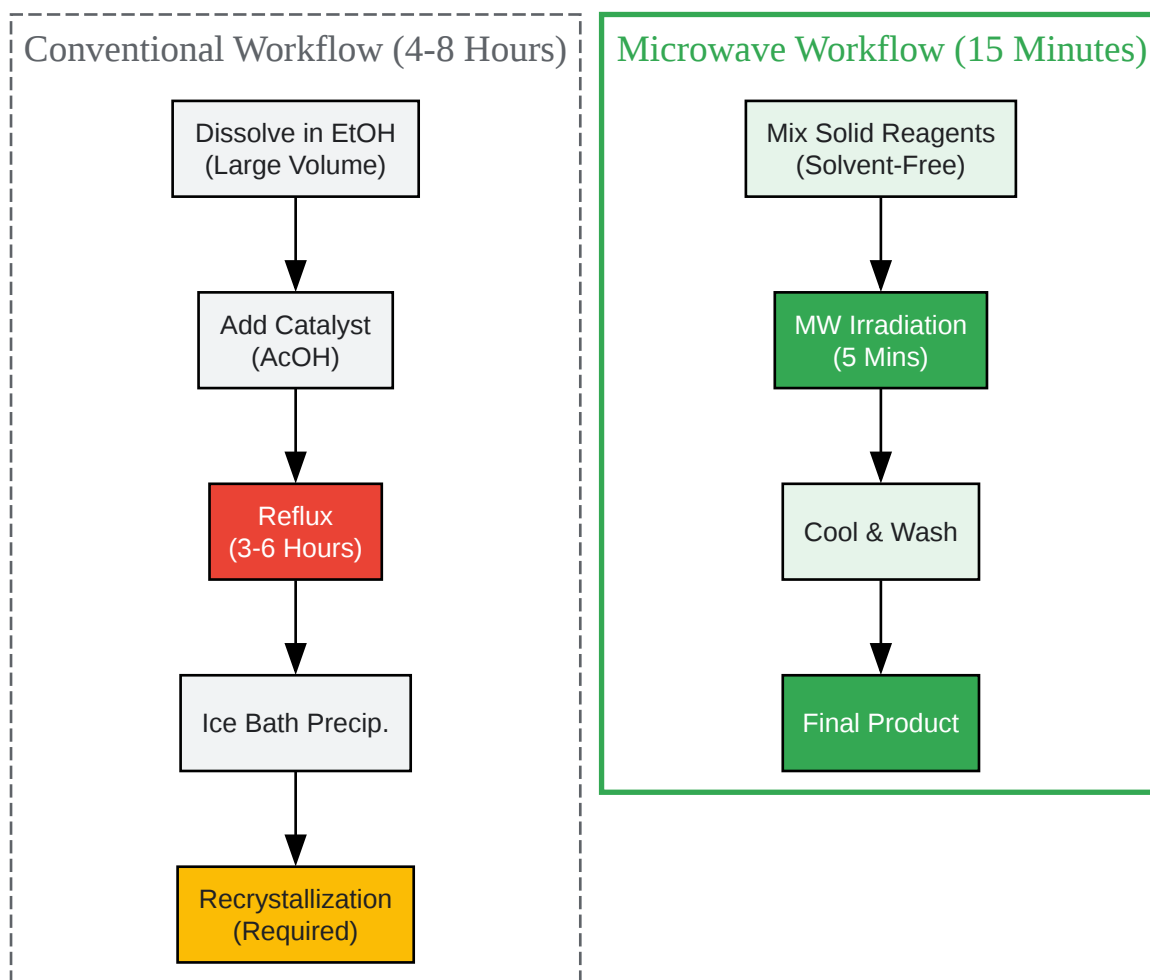 Conventional Workflow (4-8 Hours)
Dissolve in EtOH
(Large Volume)
Add Catalyst
(AcOH)
Reflux
(3-6 Hours)
Ice Bath Precip.
Recrystallization
(Required)
Microwave Workflow (15 Minutes)
Mix Solid Reagents
(Solvent-Free)
MW Irradiation
(5 Mins)
Cool & Wash
Final Product